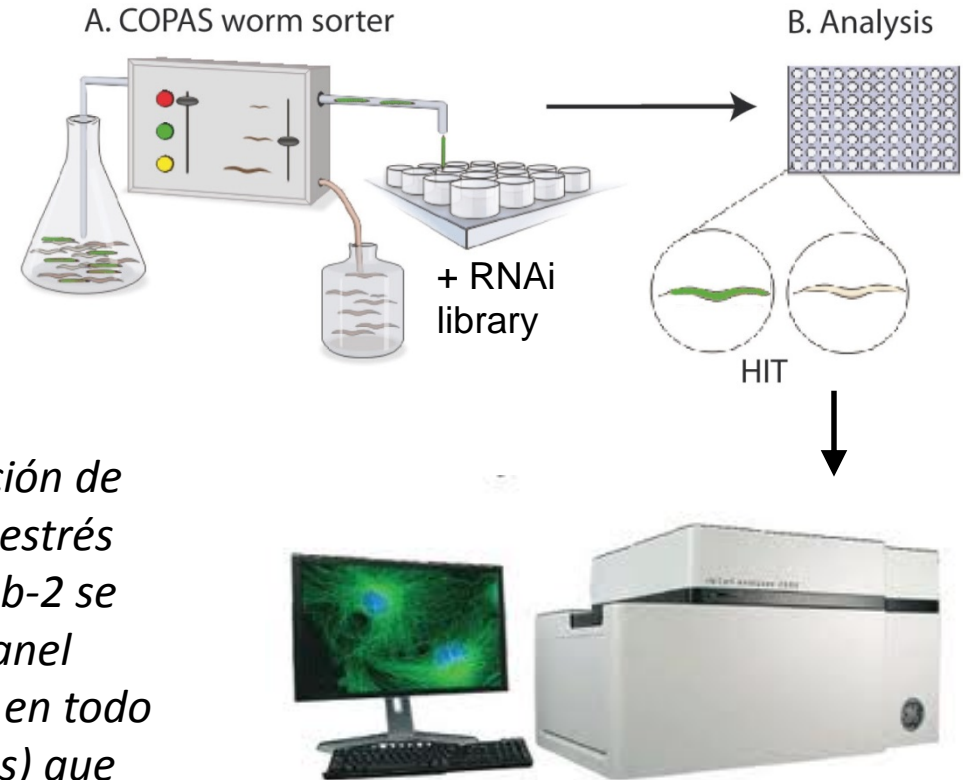 A. COPAS worm sorter
B. Analysis
+ RNAi
library
HIT
ción de
estrés
b-2 se
anel
en todo
s) que